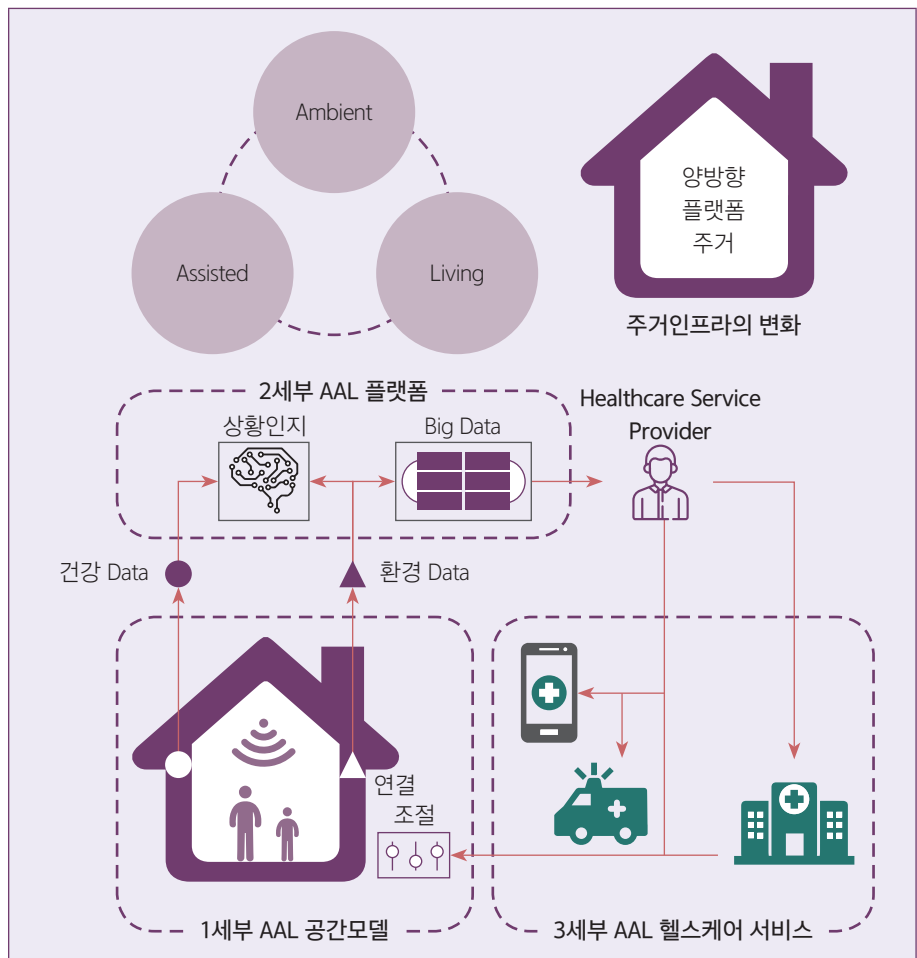 Ambient
Assisted
Living
양방향
플랫폼
주거
주거인프라의 변화
2세부 AAL 플랫폼
상황인지
Big Data
Healthcare Service
Provider
건강 Data
환경 Data
연결
조절
1세부 AAL 공간모델
3세부 AAL 헬스케어 서비스